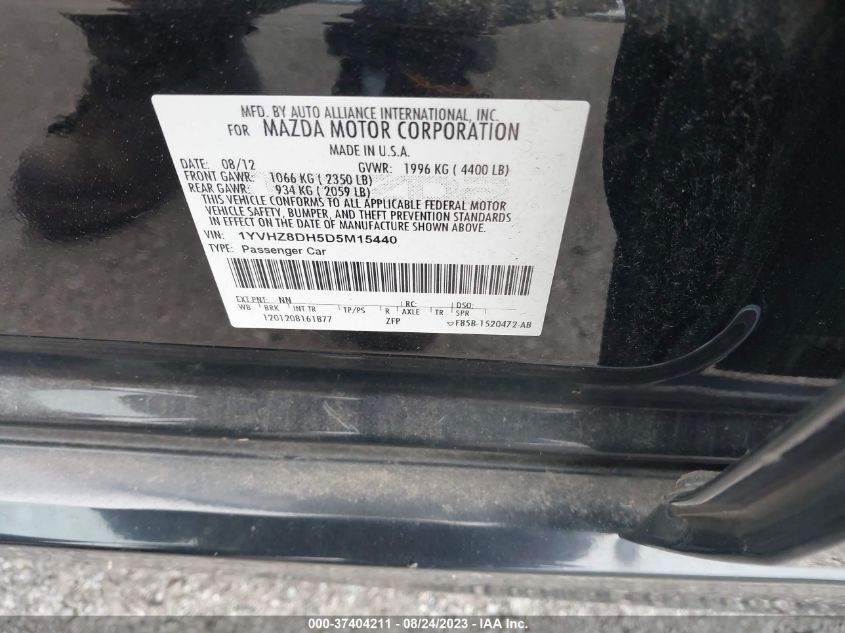 MFD. BY AUTO ALLIANCE INTERNATIONAL, INC.
FOR MAZDA MOTOR CORPORATION
MADE IN U.S.A.
DATE: 08/12 GVWR: 1996 KG ( 4400 LB)
FRONT GAWR: 1066 KG ( 2350 LB)
REAR GAWR: 934 KG ( 2059 LB)
THIS VEHICLE CONFORMS TO ALL APPLICABLE FEDERAL MOTOR
VEHICLE SAFETY, BUMPER, AND THEFT PREVENTION STANDARDS
IN EFFECT ON THE DATE OF MANUFACTURE SHOWN ABOVE.
VIN: 1YVHZ8DH5D5M15440
TYPE: Passenger Car
EXT PNT: NN RC: DSO:
WB BRK INT TR TP/PS R AXLE TR SPR
1201208161877 ZFP FB5B-1520472-AB
000-37404211 - 08/24/2023 - IAA Inc.